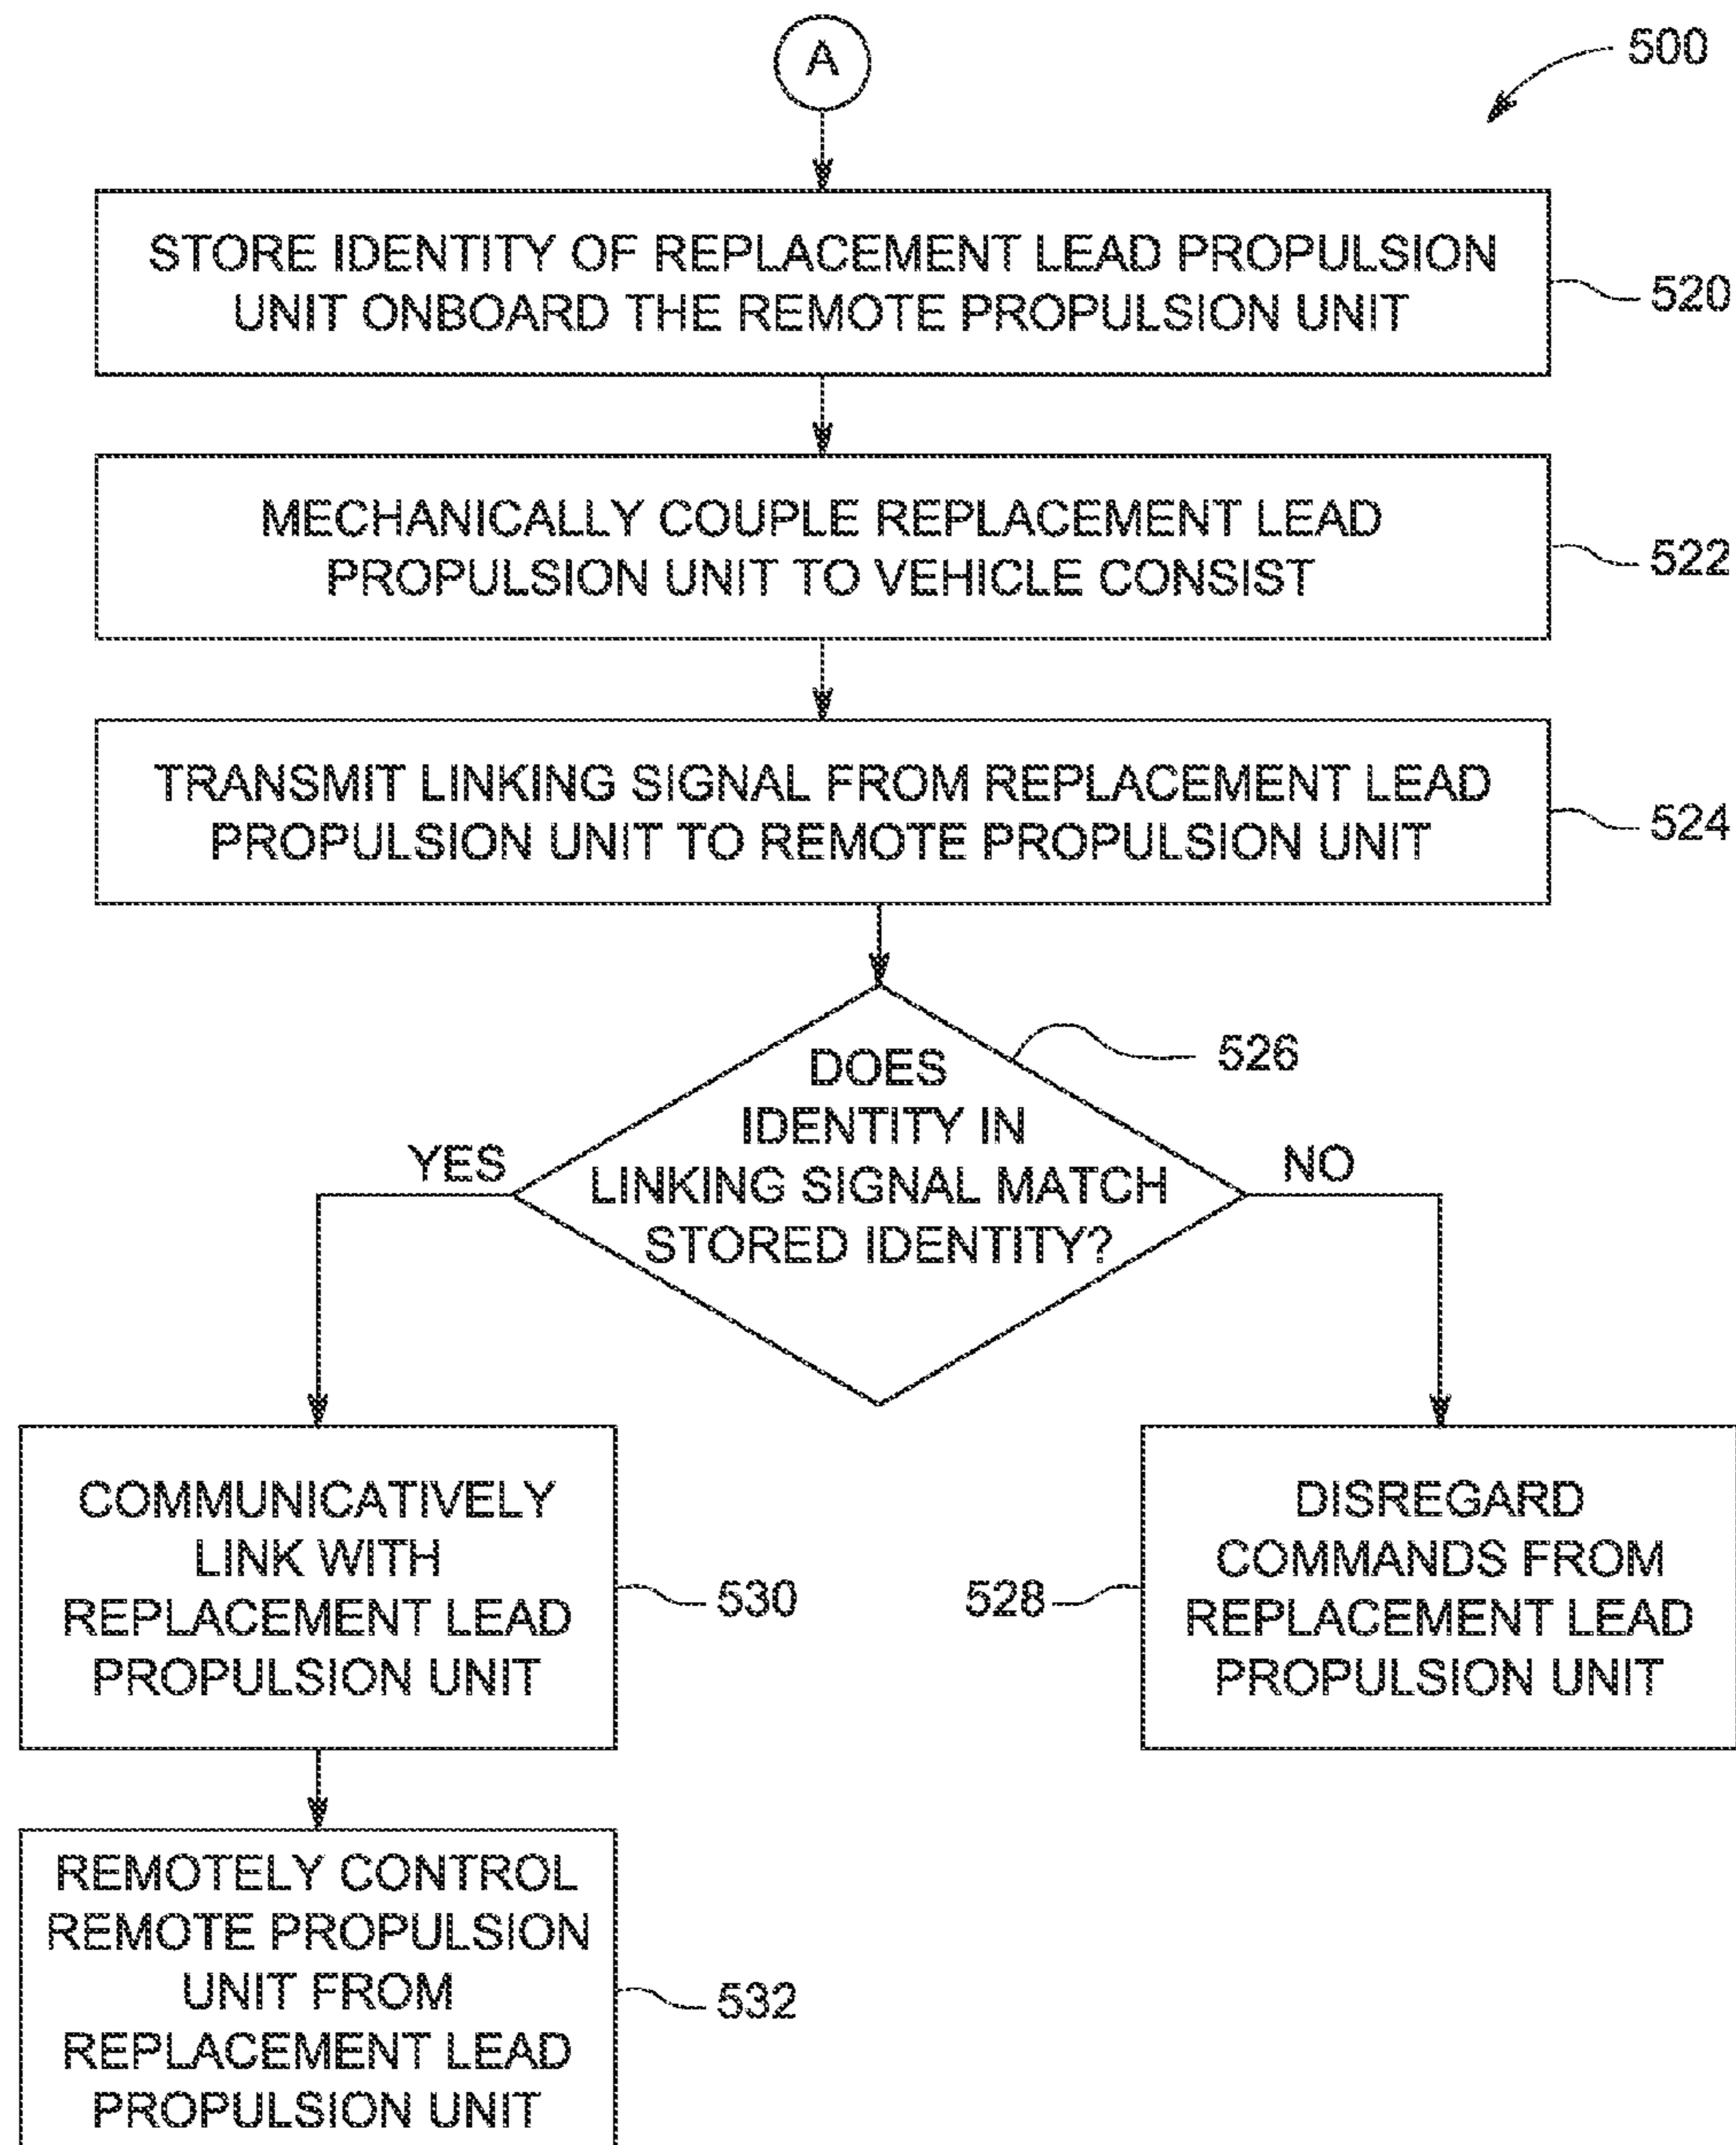 A
500
STORE IDENTITY OF REPLACEMENT LEAD PROPULSION
UNIT ONBOARD THE REMOTE PROPULSION UNIT
520
MECHANICALLY COUPLE REPLACEMENT LEAD
PROPULSION UNIT TO VEHICLE CONSIST
522
TRANSMIT LINKING SIGNAL FROM REPLACEMENT LEAD
PROPULSION UNIT TO REMOTE PROPULSION UNIT
524
DOES
IDENTITY IN
LINKING SIGNAL MATCH
STORED IDENTITY?
526
YES
NO
COMMUNICATIVELY
LINK WITH
REPLACEMENT LEAD
PROPULSION UNIT
530
528
DISREGARD
COMMANDS FROM
REPLACEMENT LEAD
PROPULSION UNIT
REMOTELY CONTROL
REMOTE PROPULSION
UNIT FROM
REPLACEMENT LEAD
PROPULSION UNIT
532